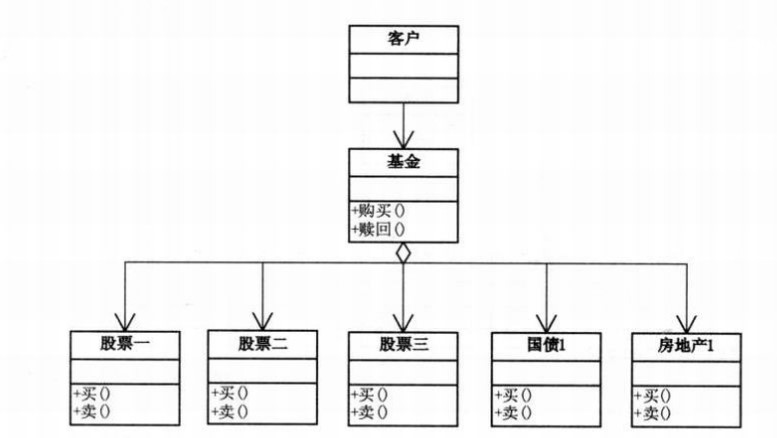 客户
基金
+购买()
+赎回()
股票一
+买()
+卖()
股票二
+买()
+卖()
股票三
+买()
+卖()
国债1
+买()
+卖()
房地产1
+买()
+卖()